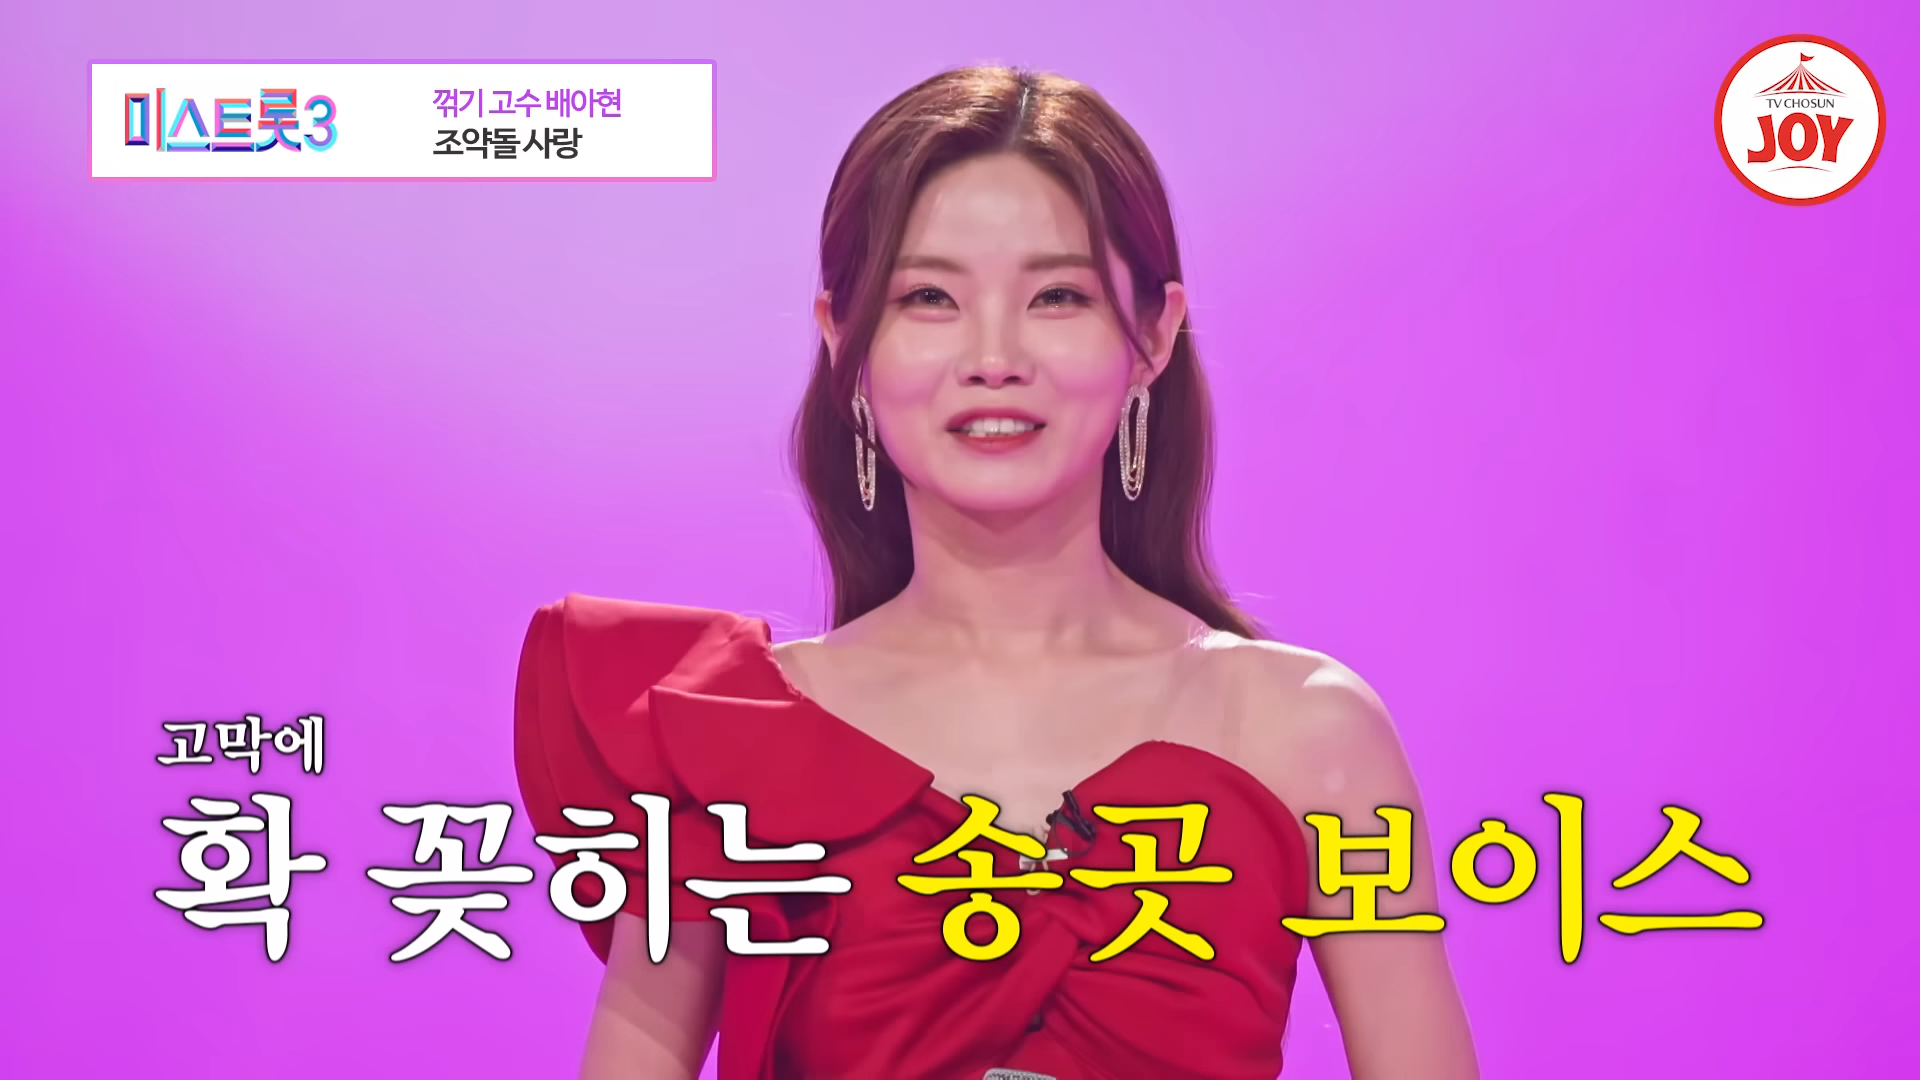 미스트롯3
꺾기 고수 배아현
조약돌 사랑
TV CHOSUN
JOY
고막에
확 꽂히는 송곳 보이스